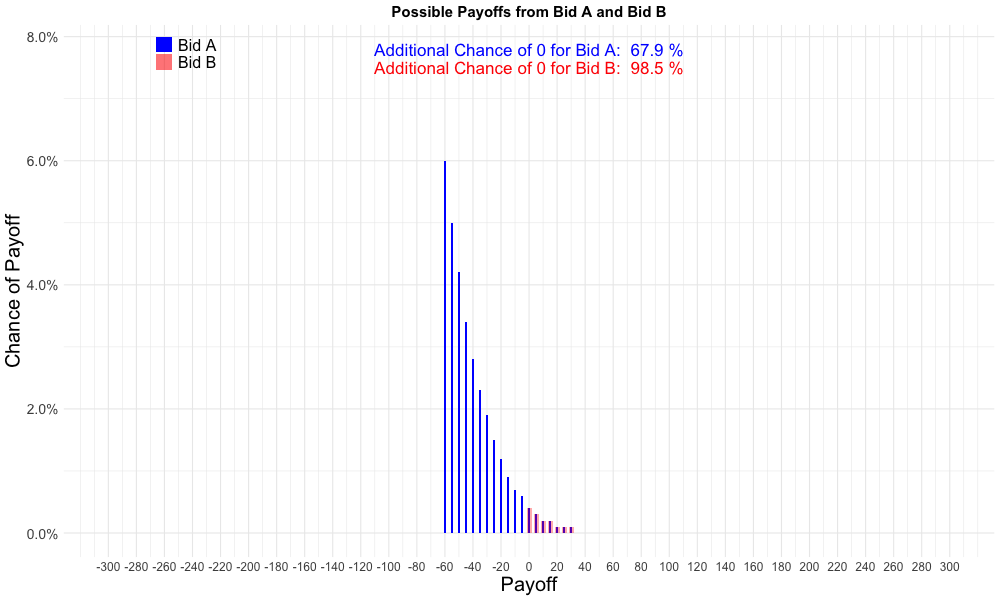 Possible Payoffs from Bid A and Bid B
Bid A
Bid B
Additional Chance of 0 for Bid A: 67.9 %
Additional Chance of 0 for Bid B: 98.5 %
Chance of Payoff
8.0%
6.0%
4.0%
2.0%
0.0%
-300 -280 -260 -240 -220 -200 -180 -160 -140 -120 -100 -80 -60 -40 -20 0 20 40 60 80 100 120 140 160 180 200 220 240 260 280 300
Payoff